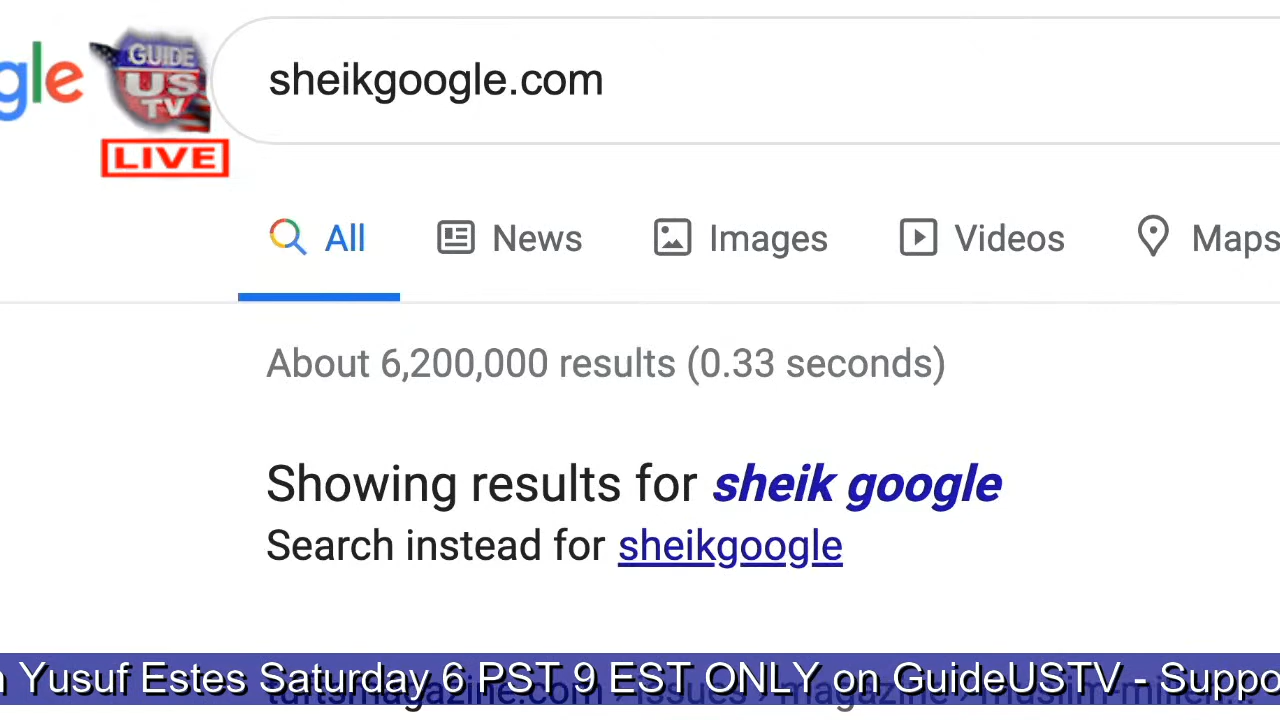 gle
GUIDE
US
TV
LIVE
sheikgoogle.com
All News Images Videos Maps
About 6,200,000 results (0.33 seconds)
Showing results for sheik google
Search instead for sheikgoogle
Yusuf Estes Saturday 6 PST 9 EST ONLY on GuideUSTV - Suppo